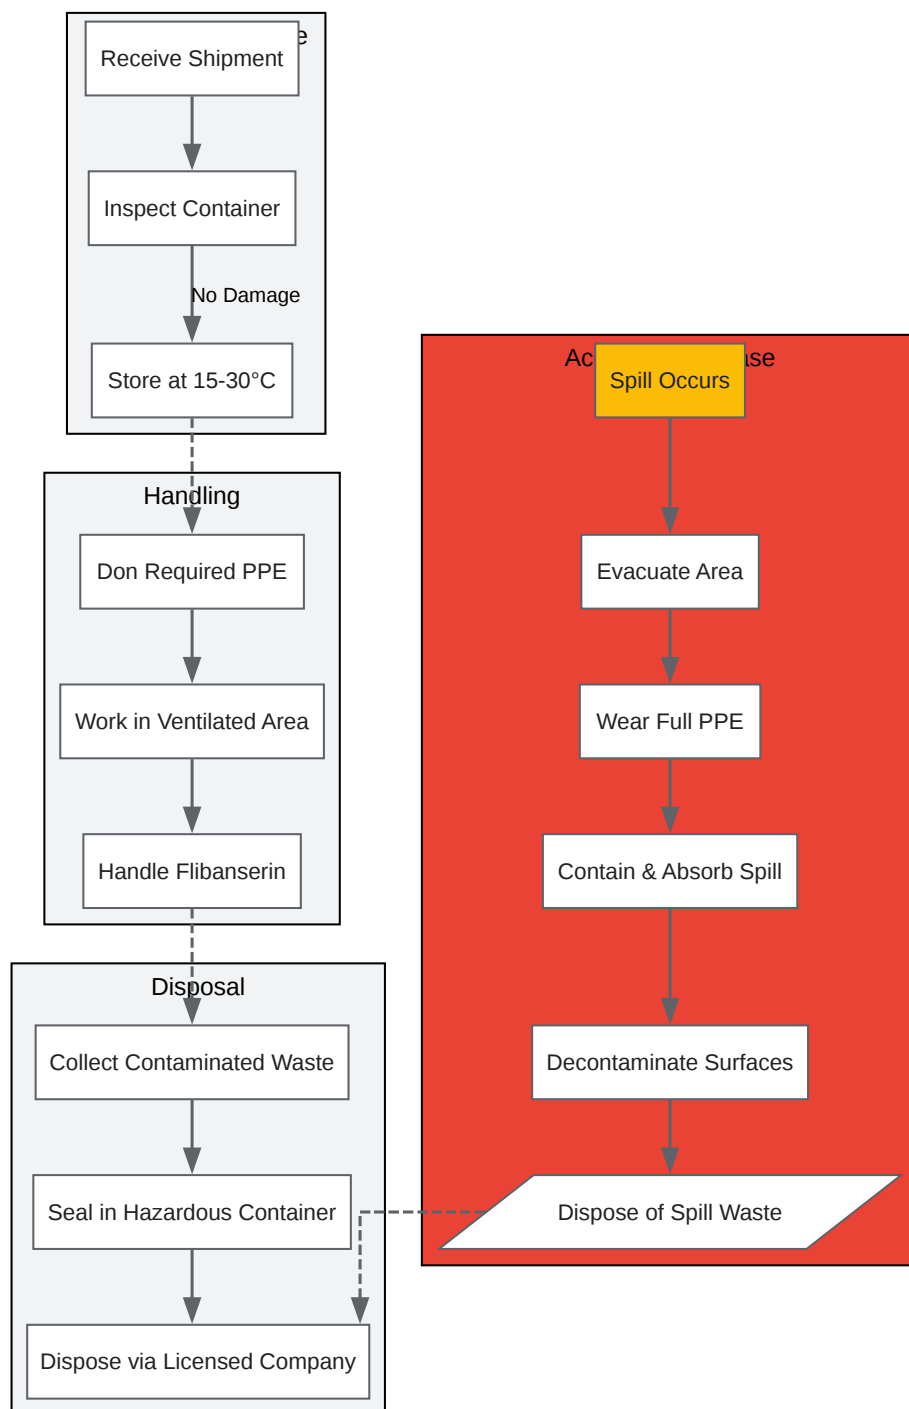 Receive Shipment
Inspect Container
No Damage
Store at 15-30°C
Handling
Don Required PPE
Work in Ventilated Area
Handle Flibanserin
Disposal
Collect Contaminated Waste
Seal in Hazardous Container
Dispose via Licensed Company
Spill Occurs
Evacuate Area
Wear Full PPE
Contain & Absorb Spill
Decontaminate Surfaces
Dispose of Spill Waste